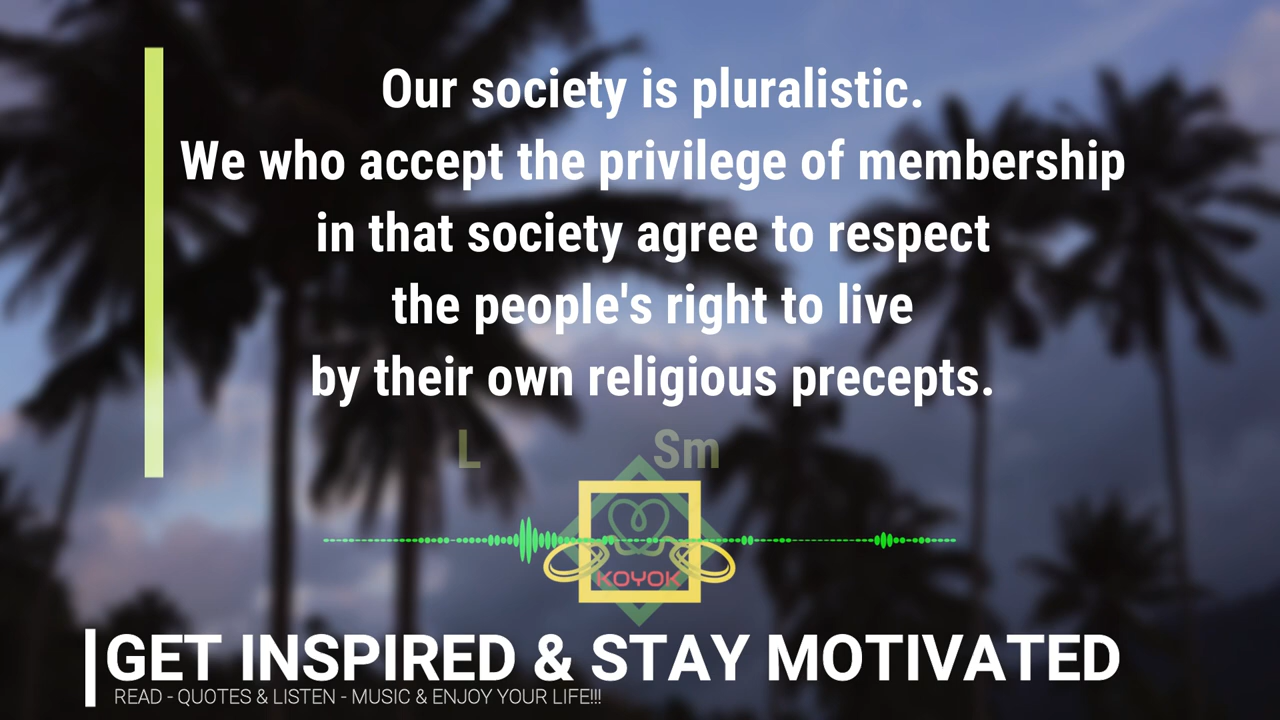 Our society is pluralistic.
We who accept the privilege of membership
in that society agree to respect
the people's right to live
by their own religious precepts.
L Sm
KOYOK
GET INSPIRED & STAY MOTIVATED
READ - QUOTES & LISTEN - MUSIC & ENJOY YOUR LIFE!!!